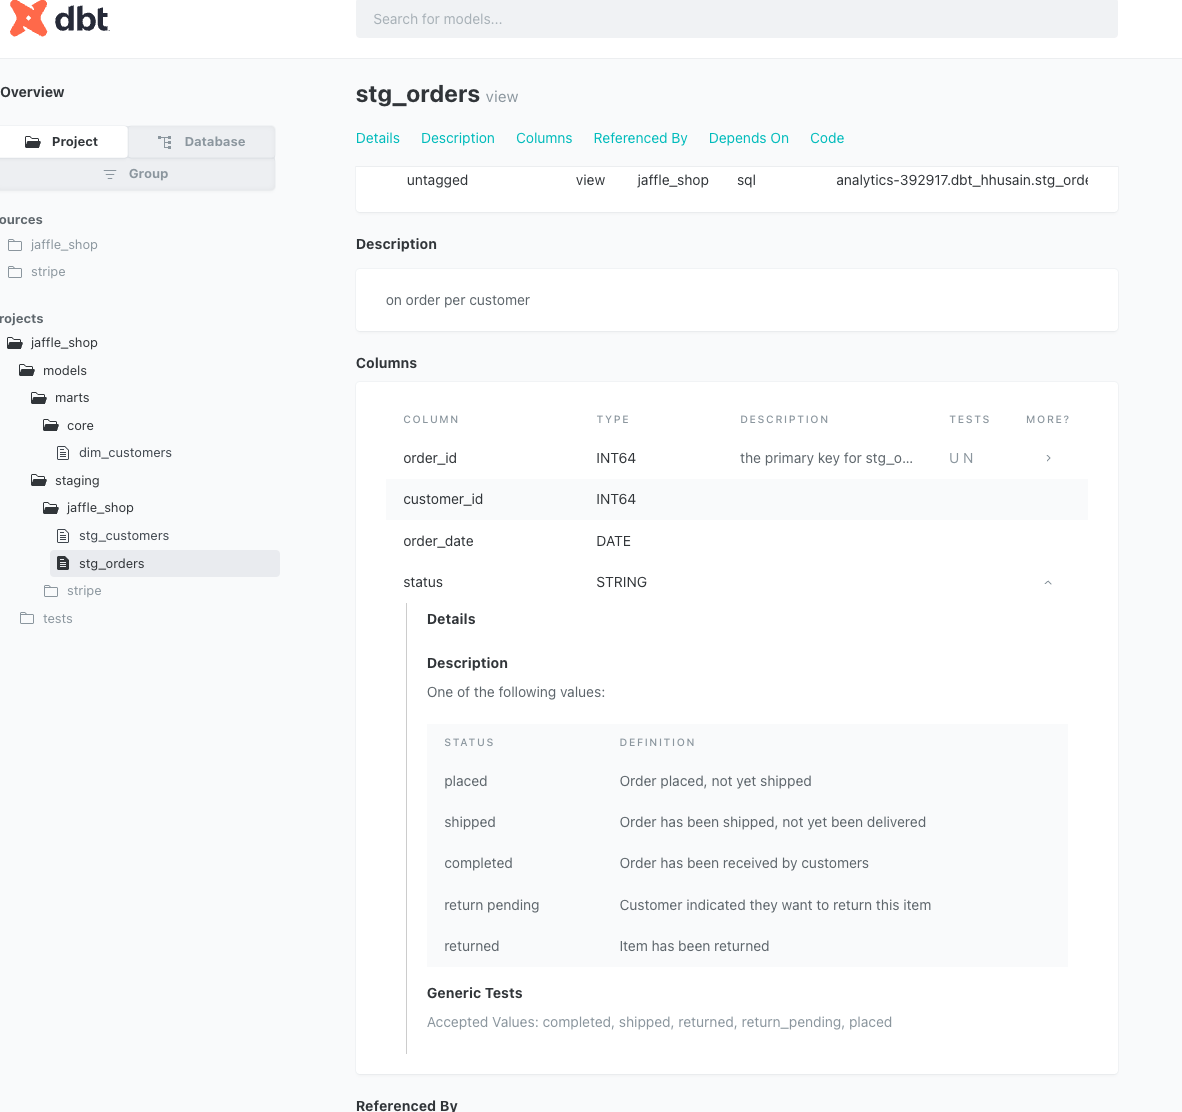 dbt
Search for models...
Overview
Project
Database
Group
ources
jaffle_shop
stripe
rojects
jaffle_shop
models
marts
core
dim_customers
staging
jaffle_shop
stg_customers
stg_orders
stripe
tests
stg_orders view
Details Description Columns Referenced By Depends On Code
untagged view jaffle_shop sql analytics-392917.dbt_hhusain.stg_orde
Description
on order per customer
Columns
COLUMN TYPE DESCRIPTION TESTS MORE?
order_id INT64 the primary key for stg_o... U N
customer_id INT64
order_date DATE
status STRING
Details
Description
One of the following values:
STATUS DEFINITION
placed Order placed, not yet shipped
shipped Order has been shipped, not yet been delivered
completed Order has been received by customers
return pending Customer indicated they want to return this item
returned Item has been returned
Generic Tests
Accepted Values: completed, shipped, returned, return_pending, placed
Referenced By